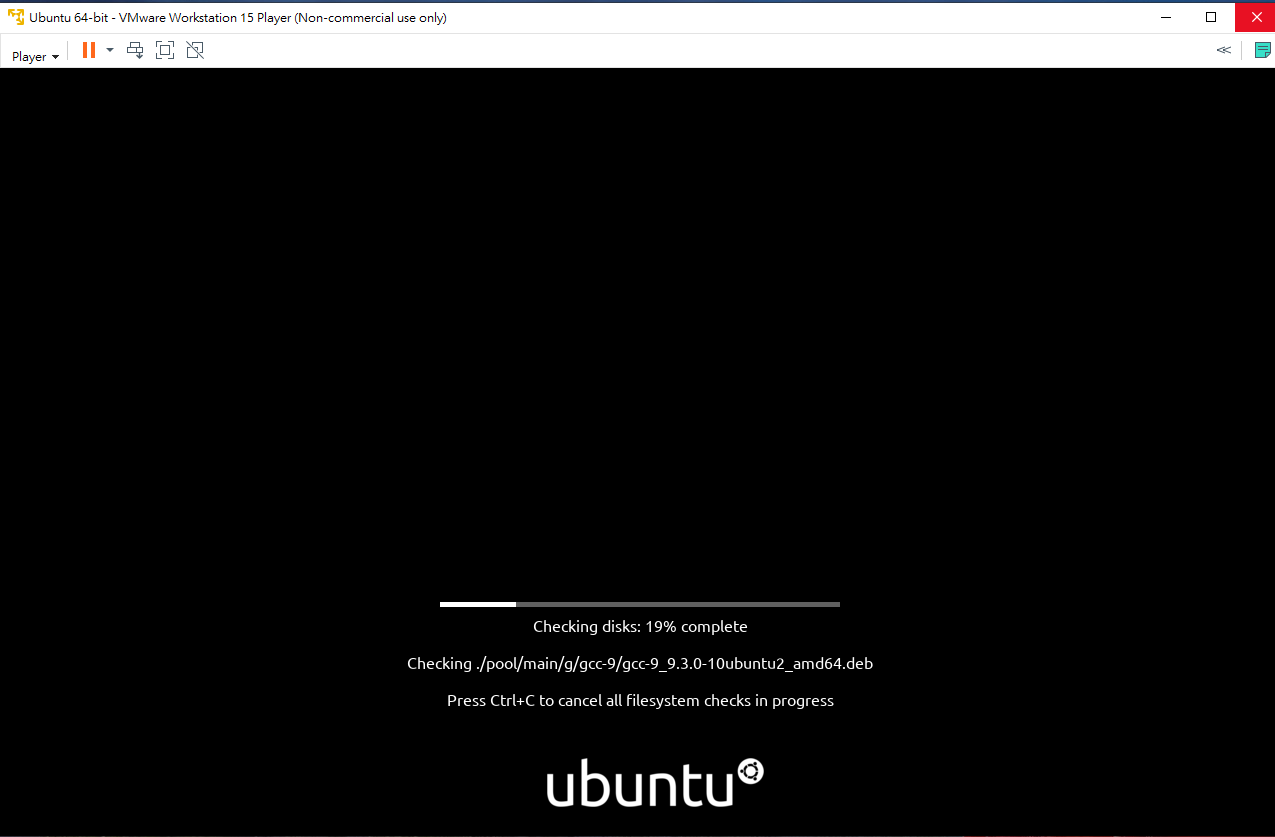 Ubuntu 64-bit - VMware Workstation 15 Player (Non-commercial use only)
Player
Checking disks: 19% complete
Checking ./pool/main/g/gcc-9/gcc-9_9.3.0-10ubuntu2_amd64.deb
Press Ctrl+C to cancel all filesystem checks in progress
ubuntu